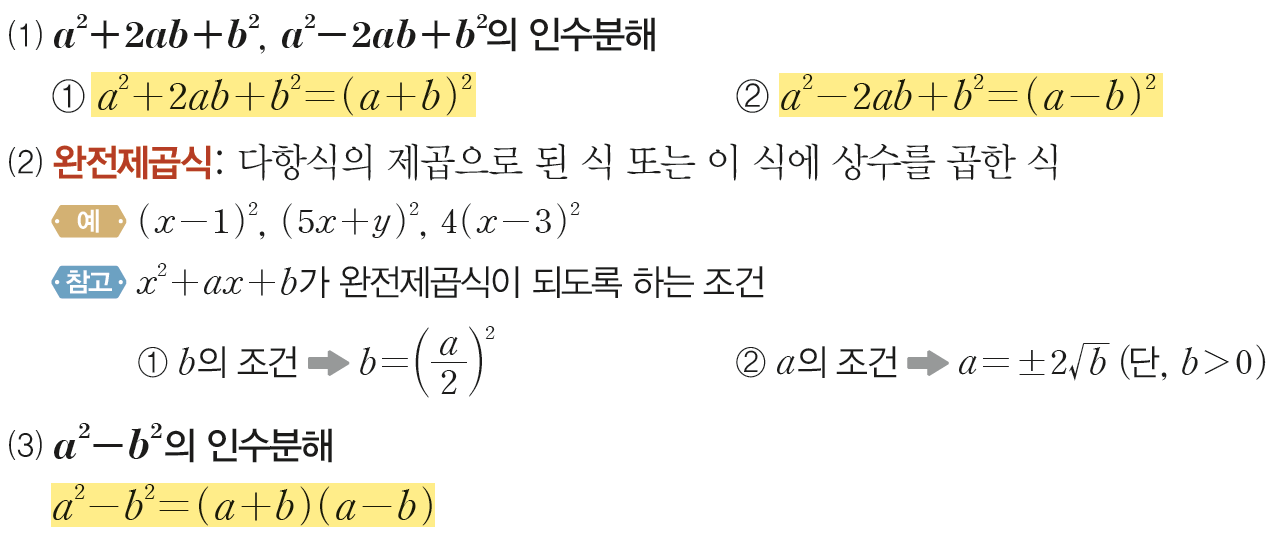 (1) a²+2ab+b², a²-2ab+b²의 인수분해
① a²+2ab+b²=(a+b)² ② a²-2ab+b²=(a-b)²
(2) 완전제곱식: 다항식의 제곱으로 된 식 또는 이 식에 상수를 곱한 식
예 (x-1)², (5x+y)², 4(x-3)²
참고 x²+ax+b가 완전제곱식이 되도록 하는 조건
① b의 조건 ➡ b=(a/2)² ② a의 조건 ➡ a=±2√b (단, b>0)
(3) a²-b²의 인수분해
a²-b²=(a+b)(a-b)